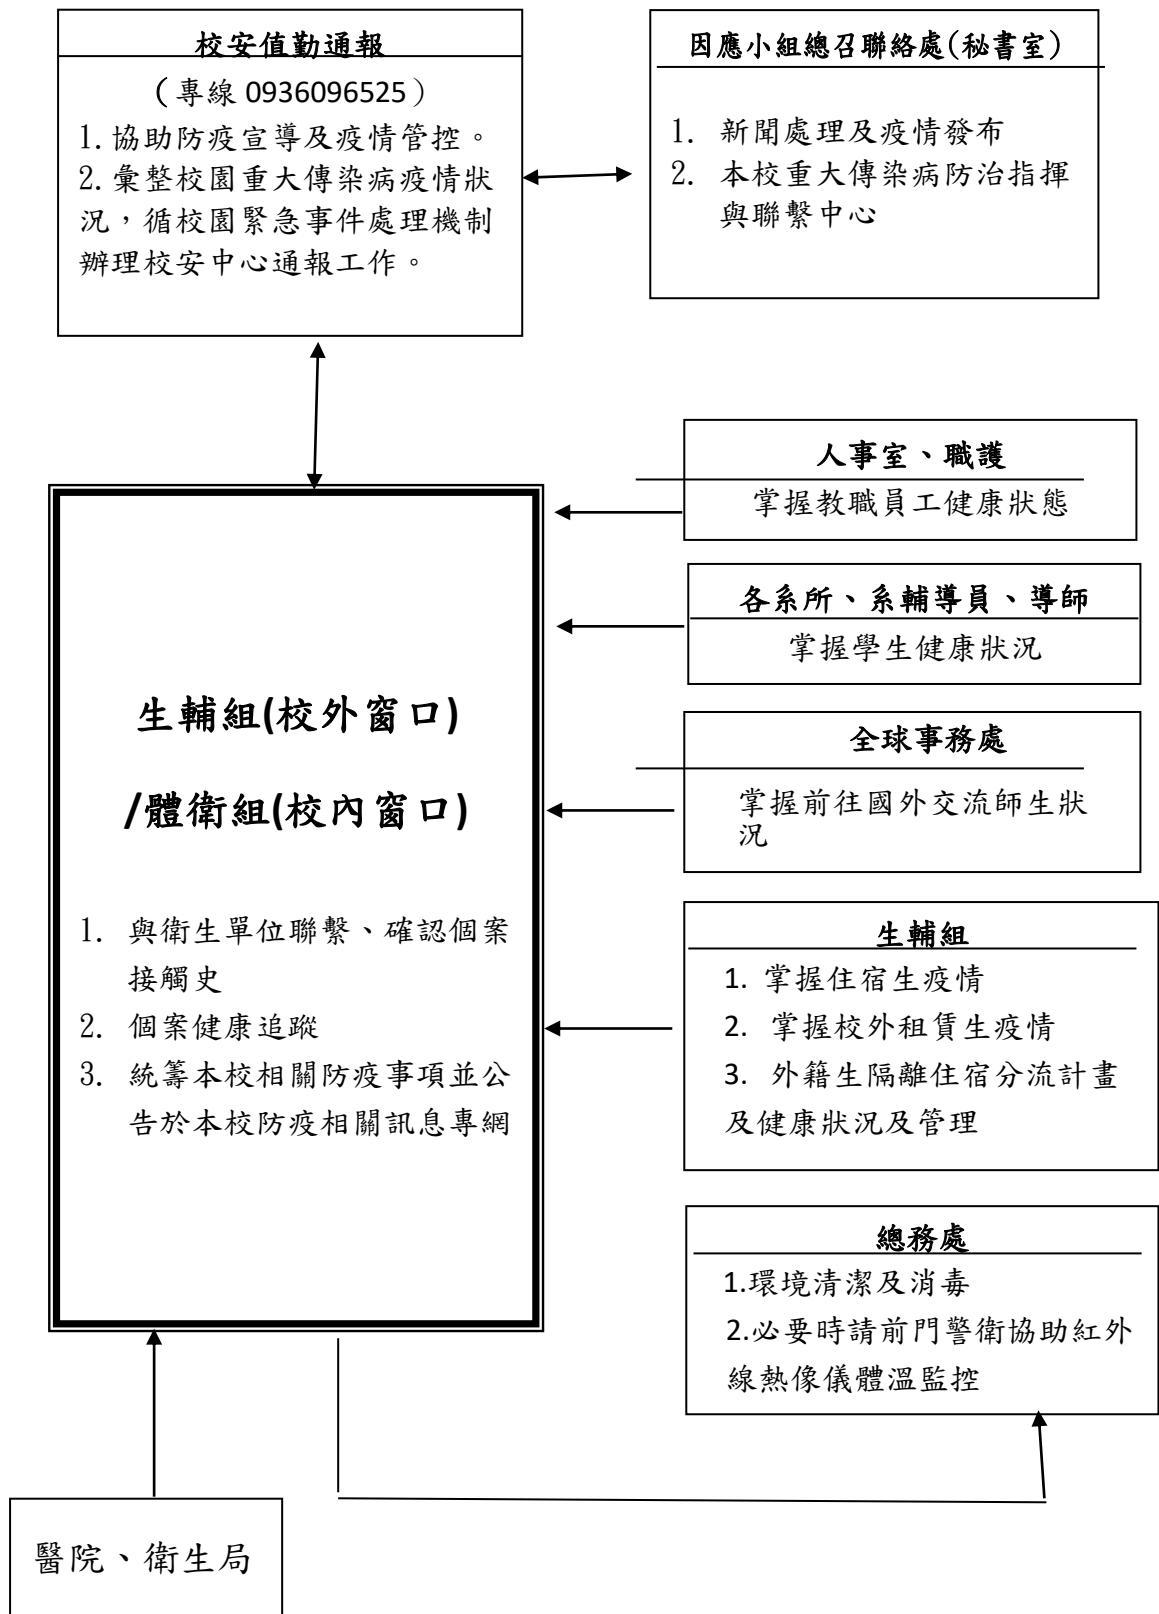 校安值勤通報
（專線 0936096525）
1.協助防疫宣導及疫情管控。
2.彙整校園重大傳染病疫情狀
況，循校園緊急事件處理機制
辦理校安中心通報工作。
因應小組總召聯絡處(秘書室)
1. 新聞處理及疫情發布
2. 本校重大傳染病防治指揮
與聯繫中心
人事室、職護
掌握教職員工健康狀態
各系所、系輔導員、導師
掌握學生健康狀況
全球事務處
掌握前往國外交流師生狀
況
生輔組
1. 掌握住宿生疫情
2. 掌握校外租賃生疫情
3. 外籍生隔離住宿分流計畫
及健康狀況及管理
總務處
1.環境清潔及消毒
2.必要時請前門警衛協助紅外
線熱像儀體溫監控
生輔組(校外窗口)
/體衛組(校內窗口)
1. 與衛生單位聯繫、確認個案
接觸史
2. 個案健康追蹤
3. 統籌本校相關防疫事項並公
告於本校防疫相關訊息專網
醫院、衛生局